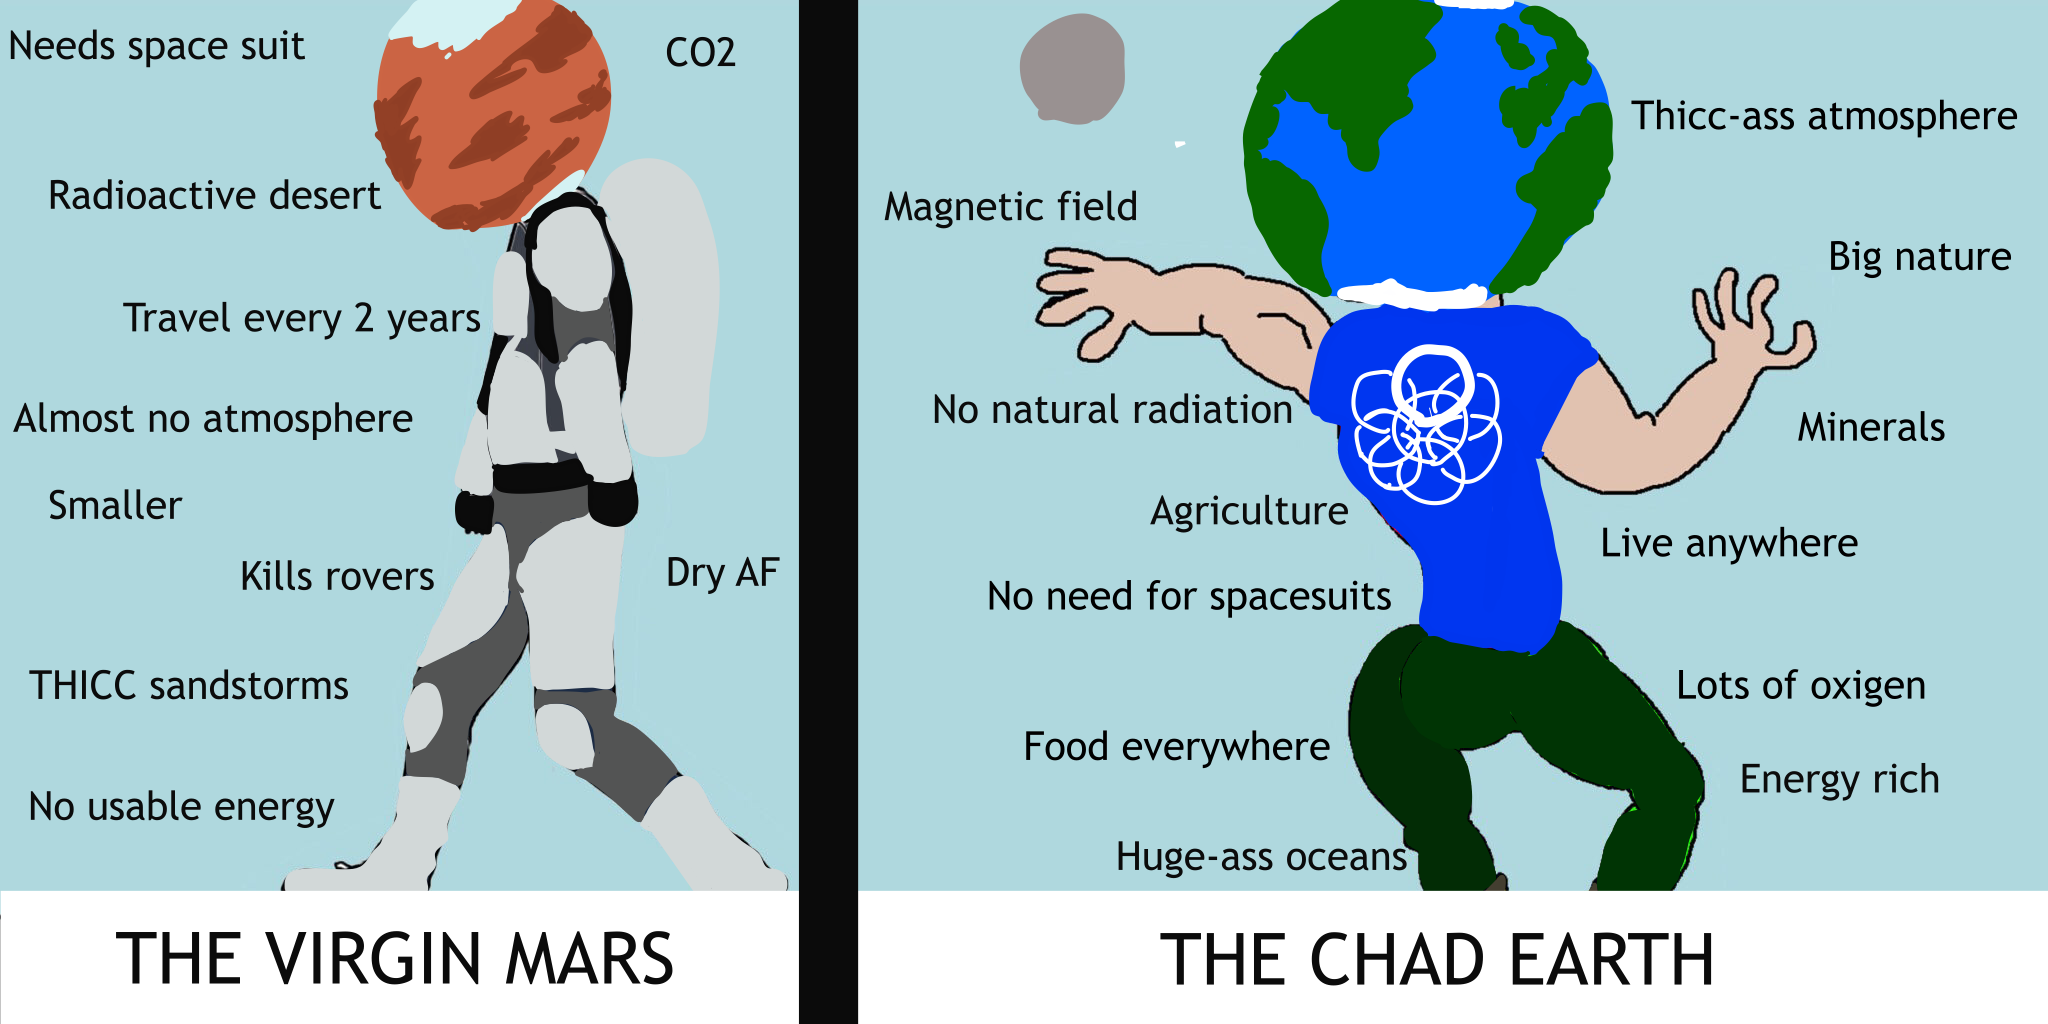 Needs space suit
CO2
Radioactive desert
Travel every 2 years
Almost no atmosphere
Smaller
Kills rovers
Dry AF
THICC sandstorms
No usable energy
THE VIRGIN MARS
Thicc-ass atmosphere
Magnetic field
Big nature
No natural radiation
Minerals
Agriculture
Live anywhere
No need for spacesuits
Lots of oxigen
Food everywhere
Energy rich
Huge-ass oceans
THE CHAD EARTH